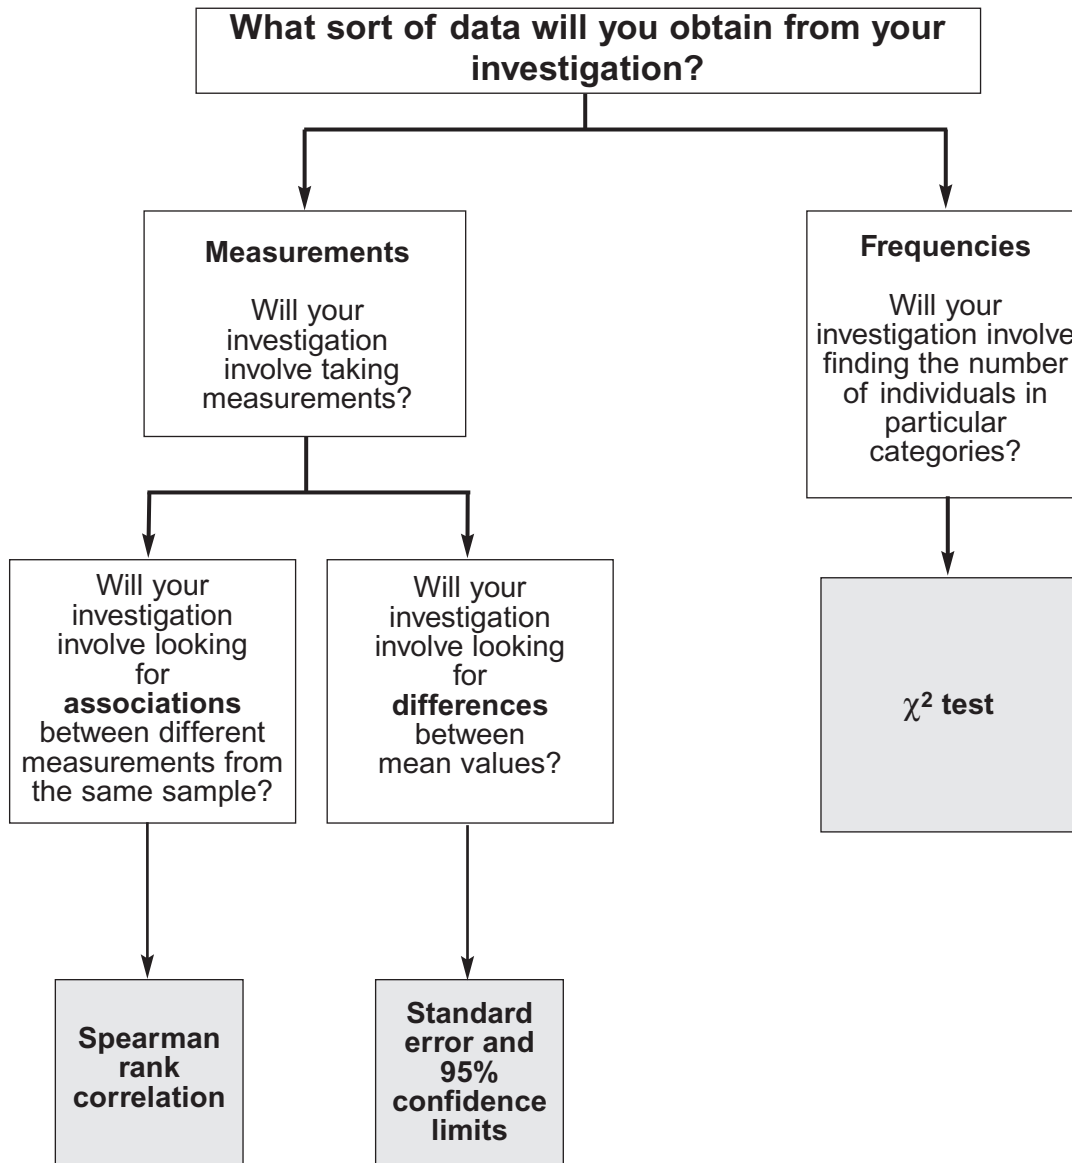 What sort of data will you obtain from your
investigation?
Measurements
Will your
investigation
involve taking
measurements?
Frequencies
Will your
investigation involve
finding the number
of individuals in
particular
categories?
Will your
investigation
involve looking
for
associations
between different
measurements from
the same sample?
Will your
investigation
involve looking
for
differences
between
mean values?
χ² test
Spearman
rank
correlation
Standard
error and
95%
confidence
limits